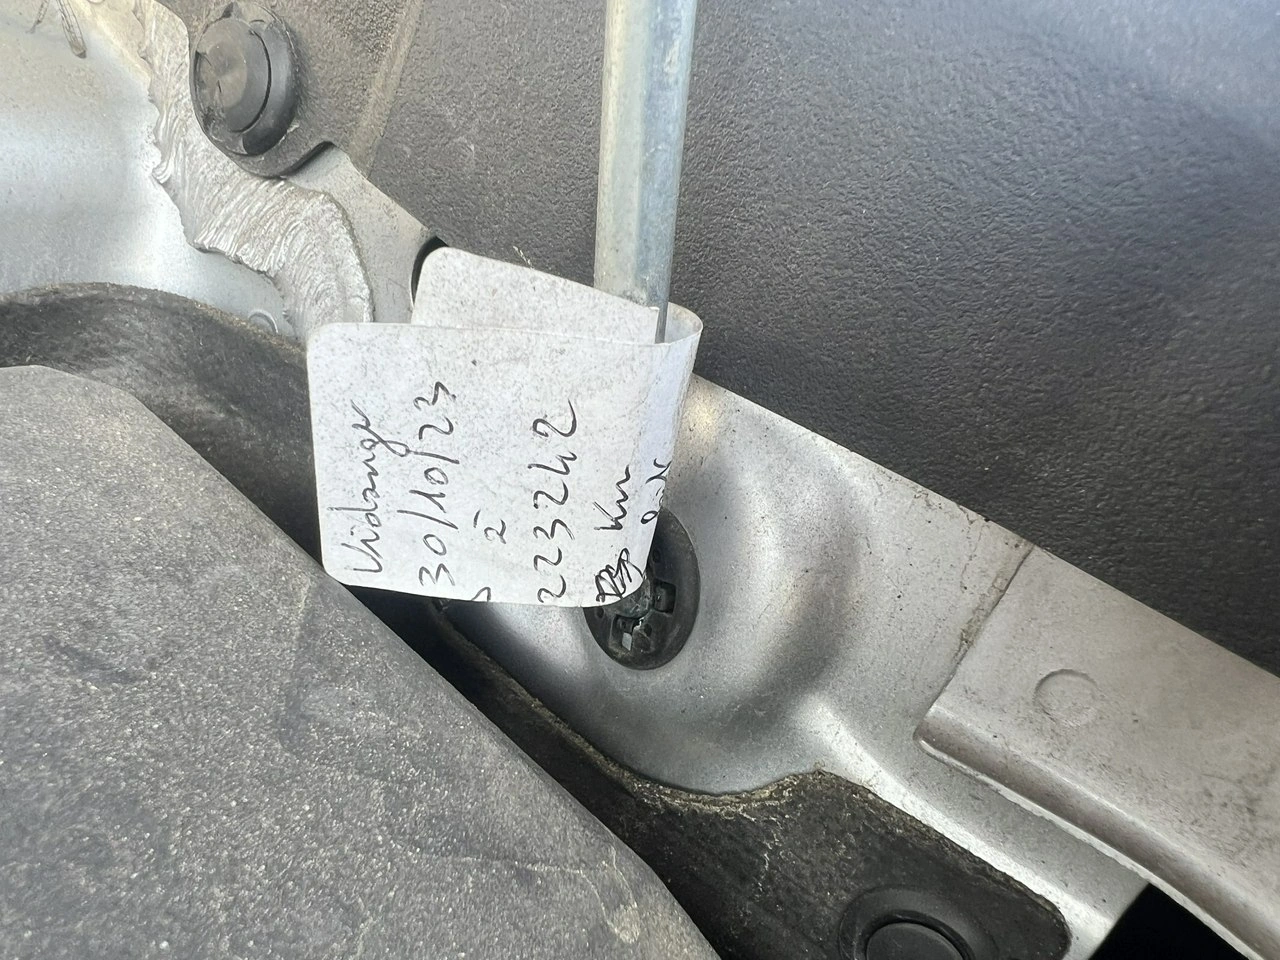 Vidange
30/10/23
à
223242
Km